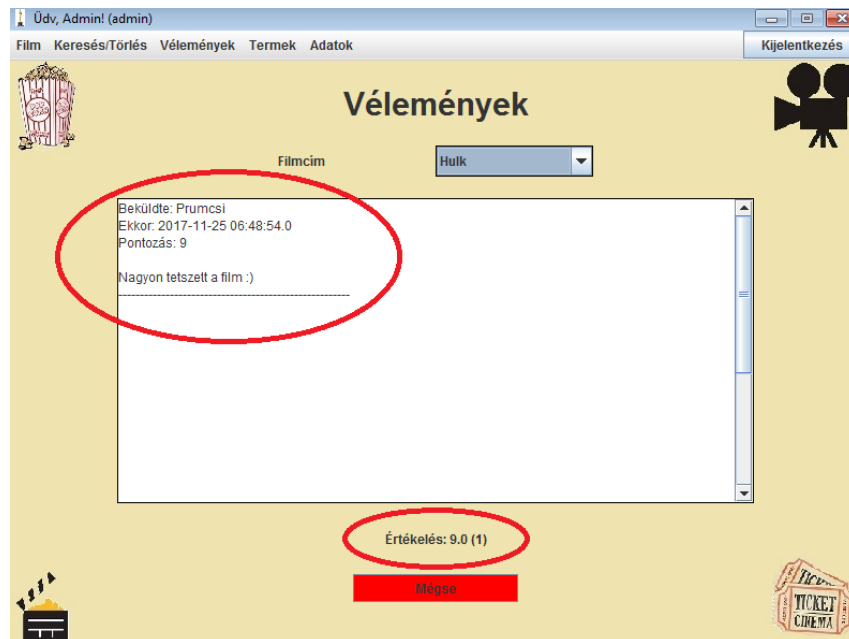 Üdv, Admin! (admin)
Film Keresés/Törlés Vélemények Termek Adatok Kijelentkezés
Vélemények
Filmcím Hulk
Beküldte: Prumcsi
Ekkor: 2017-11-25 06:48:54.0
Pontozás: 9
Nagyon tetszett a film :)
----------------------------------------------------------
Értékelés: 9.0 (1)
Mégse
TICKET
CINEMA